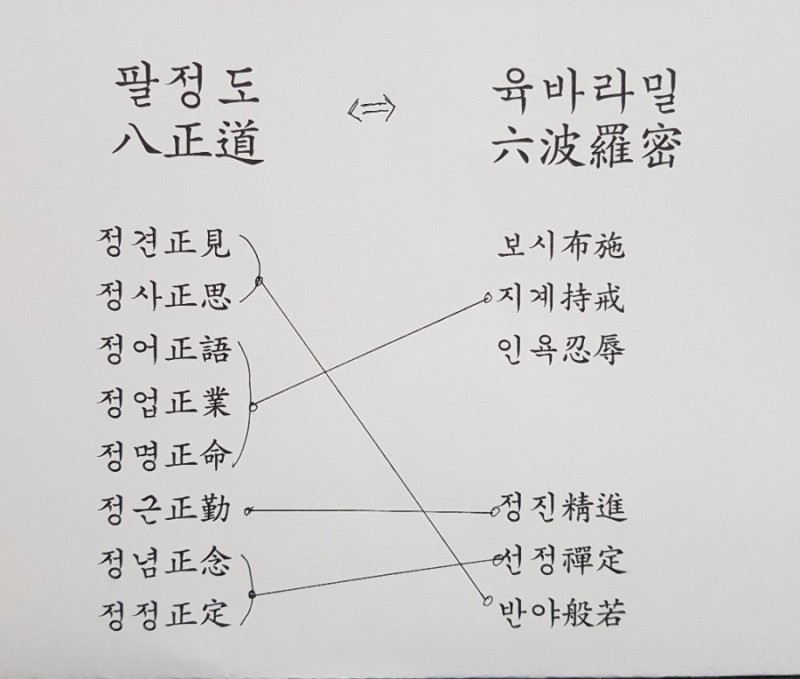 팔정도 ⇔ 육바라밀
八正道 六波羅密
정견正見 보시布施
정사正思 지계持戒
정어正語 인욕忍辱
정업正業
정명正命
정근正勤 정진精進
정념正念 선정禪定
정정正定 반야般若